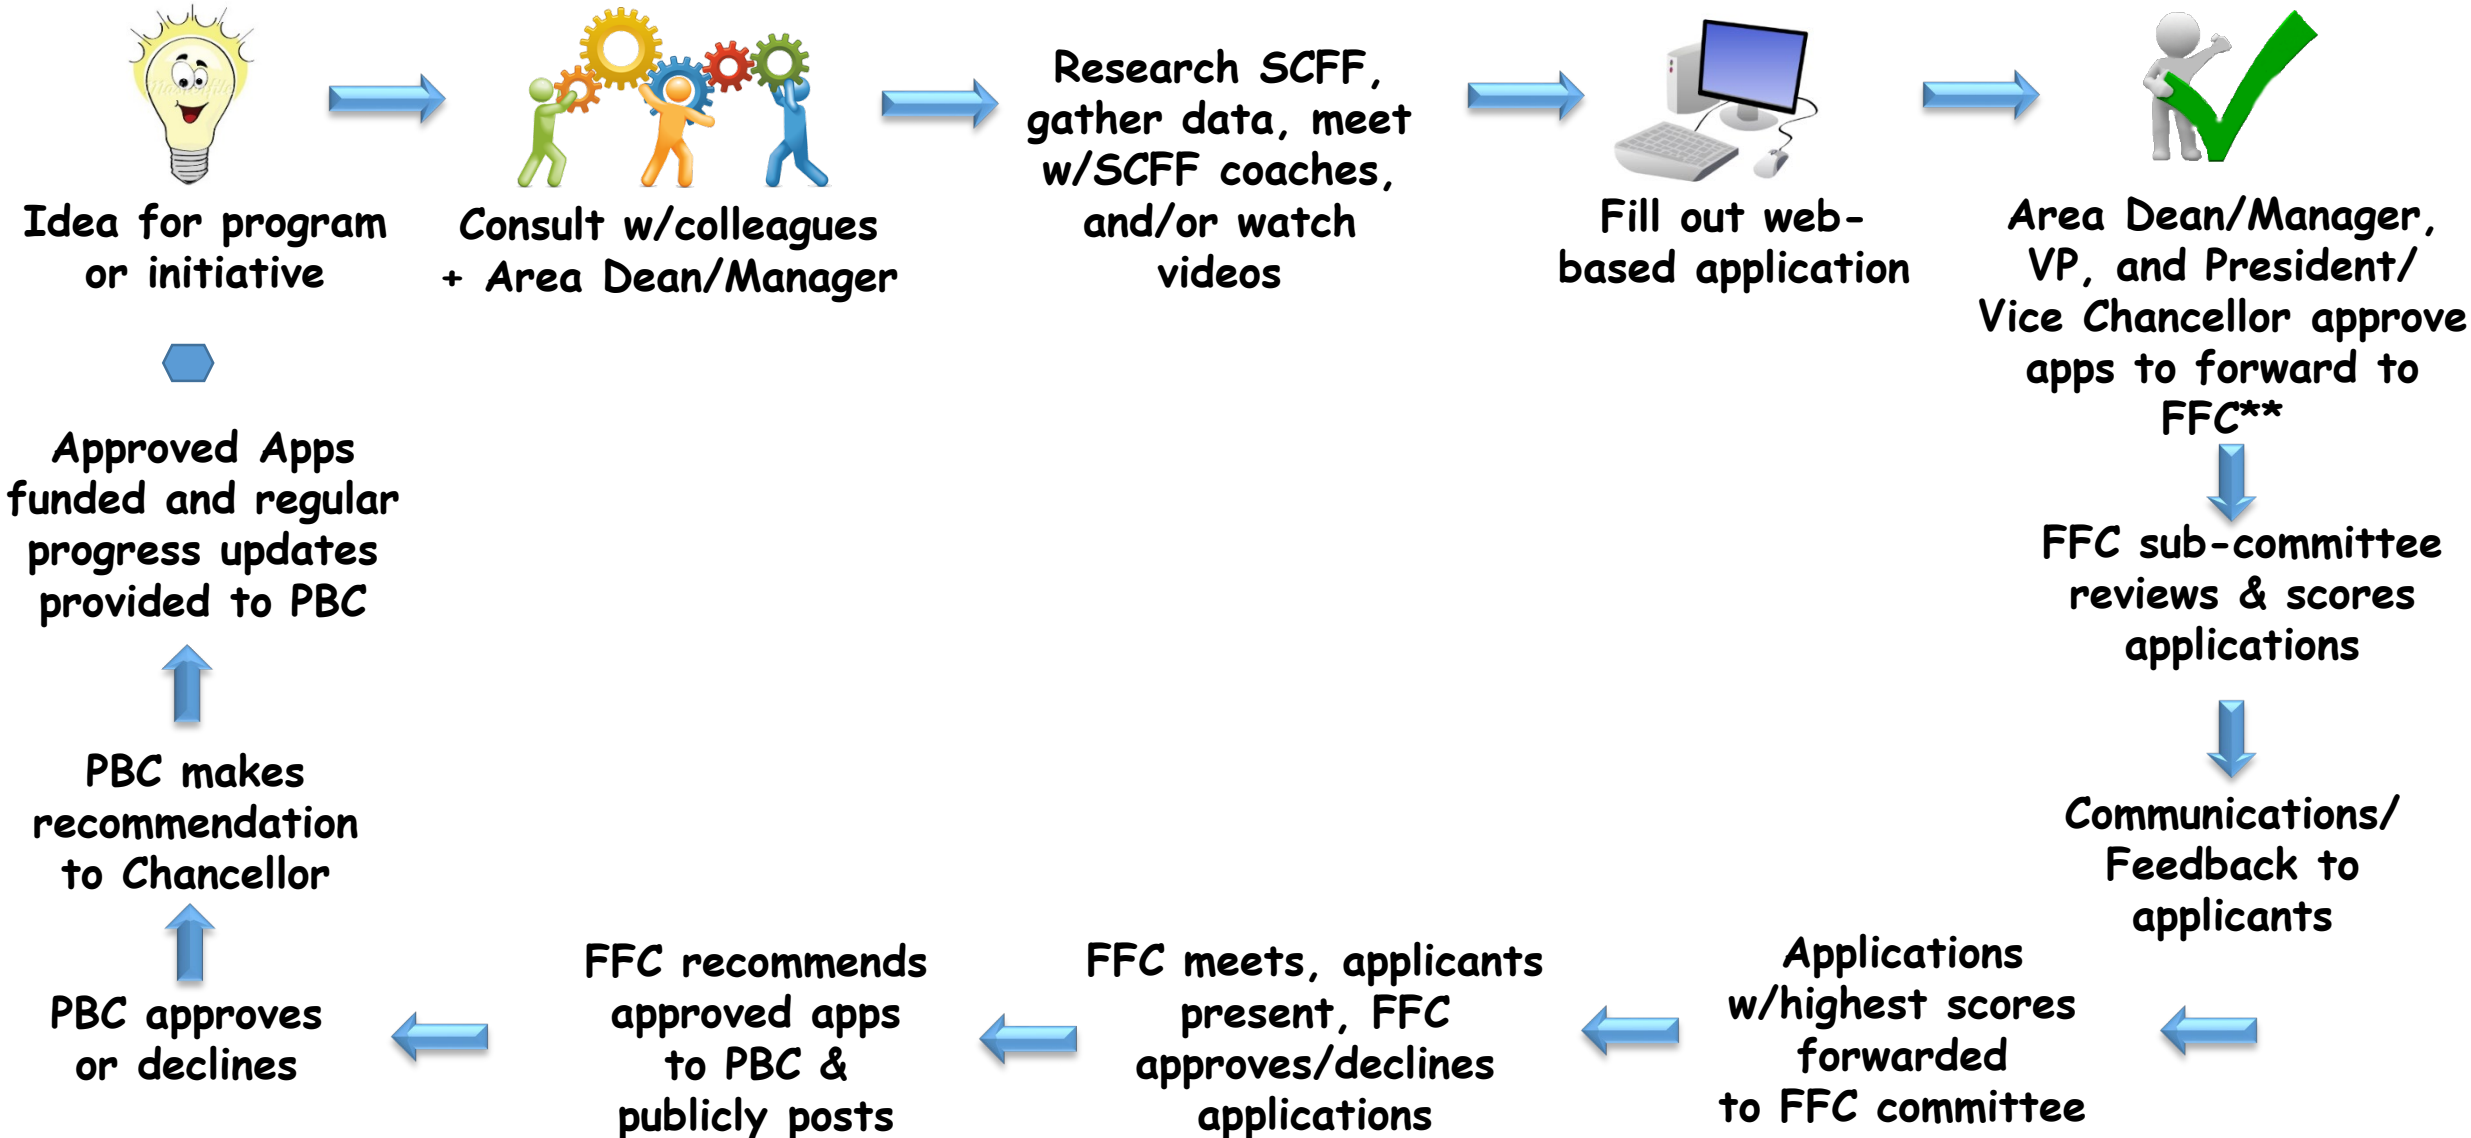 Idea for program
or initiative
Consult w/colleagues
+ Area Dean/Manager
Research SCFF,
gather data, meet
w/SCFF coaches,
and/or watch
videos
Fill out web-
based application
Area Dean/Manager,
VP, and President/
Vice Chancellor approve
apps to forward to
FFC**
FFC sub-committee
reviews & scores
applications
Communications/
Feedback to
applicants
Applications
w/highest scores
forwarded
to FFC committee
FFC meets, applicants
present, FFC
approves/declines
applications
FFC recommends
approved apps
to PBC &
publicly posts
PBC approves
or declines
PBC makes
recommendation
to Chancellor
Approved Apps
funded and regular
progress updates
provided to PBC